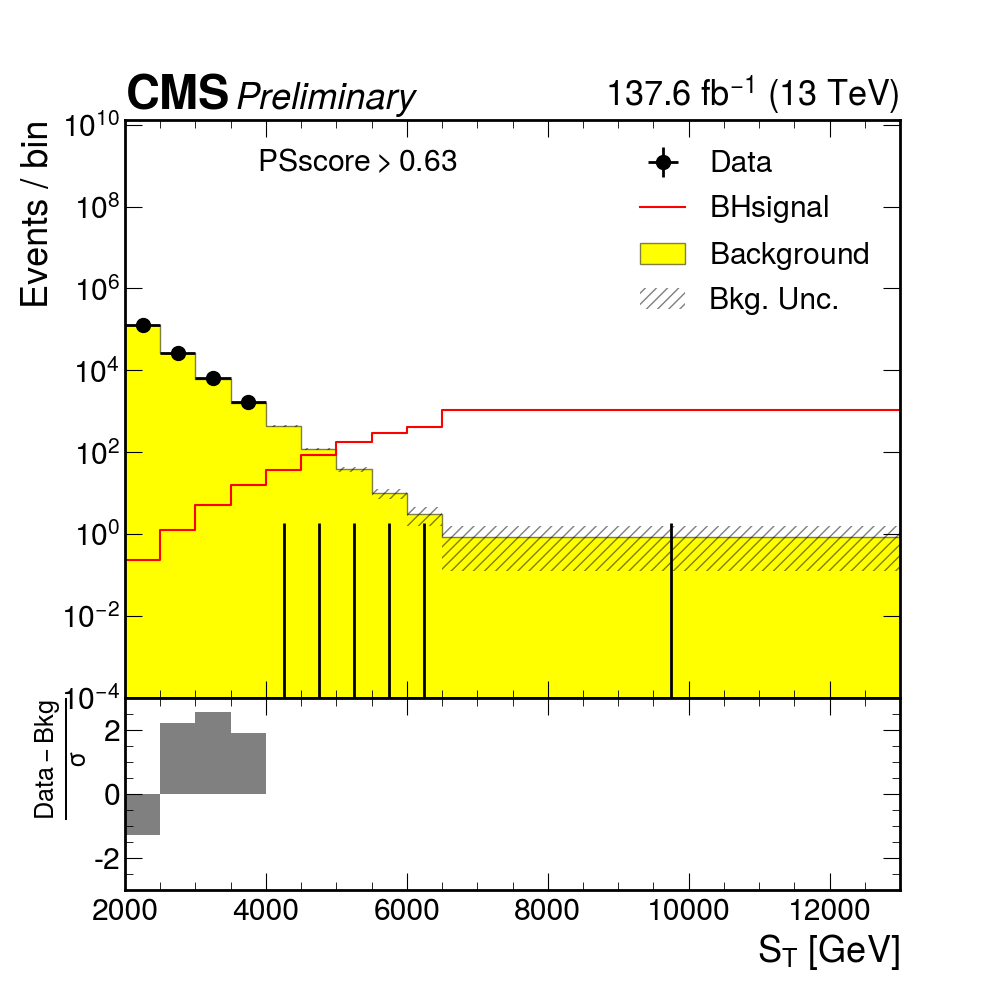 CMS Preliminary 137.6 fb⁻¹ (13 TeV)
Events / bin
PSscore > 0.63
Data
BHsignal
Background
Bkg. Unc.
10¹⁰
10⁸
10⁶
10⁴
10²
10⁰
10⁻²
10⁻⁴
Data – Bkg
σ
2
0
-2
2000 4000 6000 8000 10000 12000
S_T [GeV]